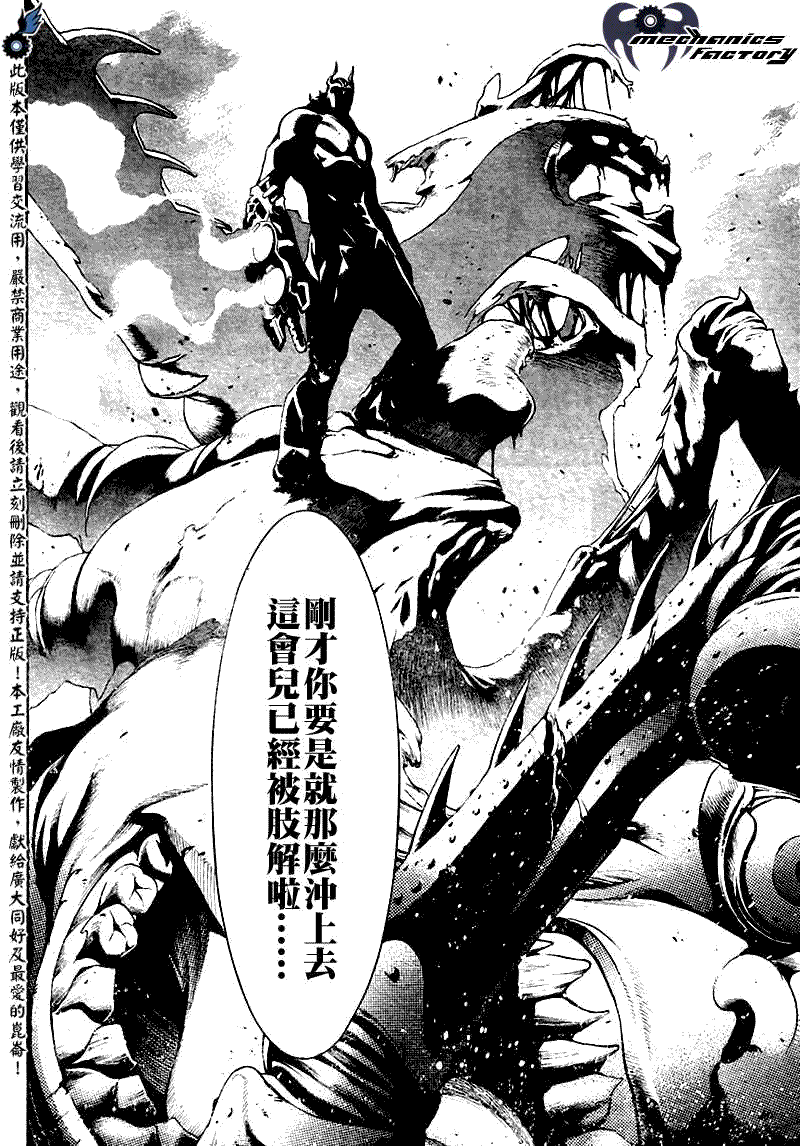 mechanics
factory
剛才你要是就那麼沖上去
這會兒已經被肢解啦……
此版本僅供學習交流用，嚴禁商業用途，觀看後請立刻刪除並請支持正版！本工廠友情製作，獻給廣大同好及最愛的崑崙！